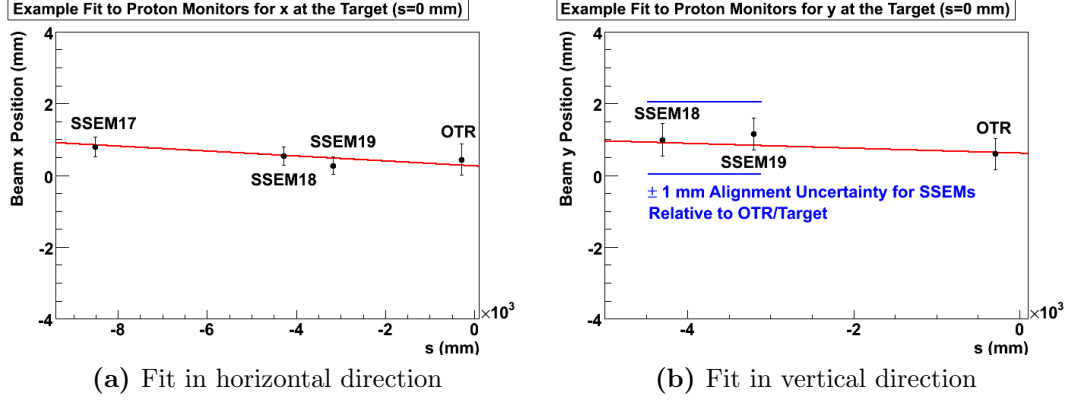 Example Fit to Proton Monitors for x at the Target (s=0 mm)
Beam x Position (mm)
4
2
0
-2
-4
SSEM17
SSEM18
SSEM19
OTR
-8
-6
-4
-2
0
×10³
s (mm)
(a) Fit in horizontal direction
Example Fit to Proton Monitors for y at the Target (s=0 mm)
Beam y Position (mm)
4
2
0
-2
-4
SSEM18
SSEM19
OTR
± 1 mm Alignment Uncertainty for SSEMs
Relative to OTR/Target
-4
-2
0
×10³
s (mm)
(b) Fit in vertical direction